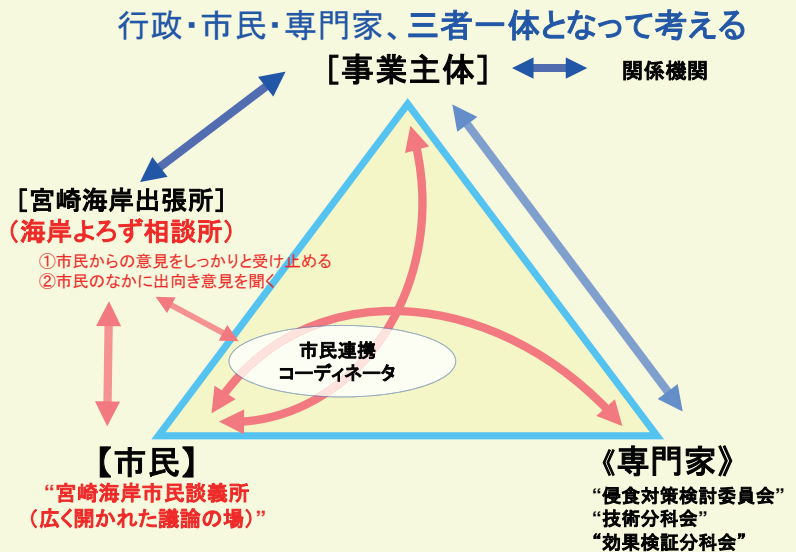 行政・市民・専門家、三者一体となって考える
[事業主体]
関係機関
[宮崎海岸出張所]
（海岸よろず相談所）
①市民からの意見をしっかりと受け止める
②市民のなかに出向き意見を聞く
市民連携
コーディネータ
【市民】
“宮崎海岸市民談義所
（広く開かれた議論の場）”
《専門家》
“侵食対策検討委員会”
“技術分科会”
“効果検証分科会”